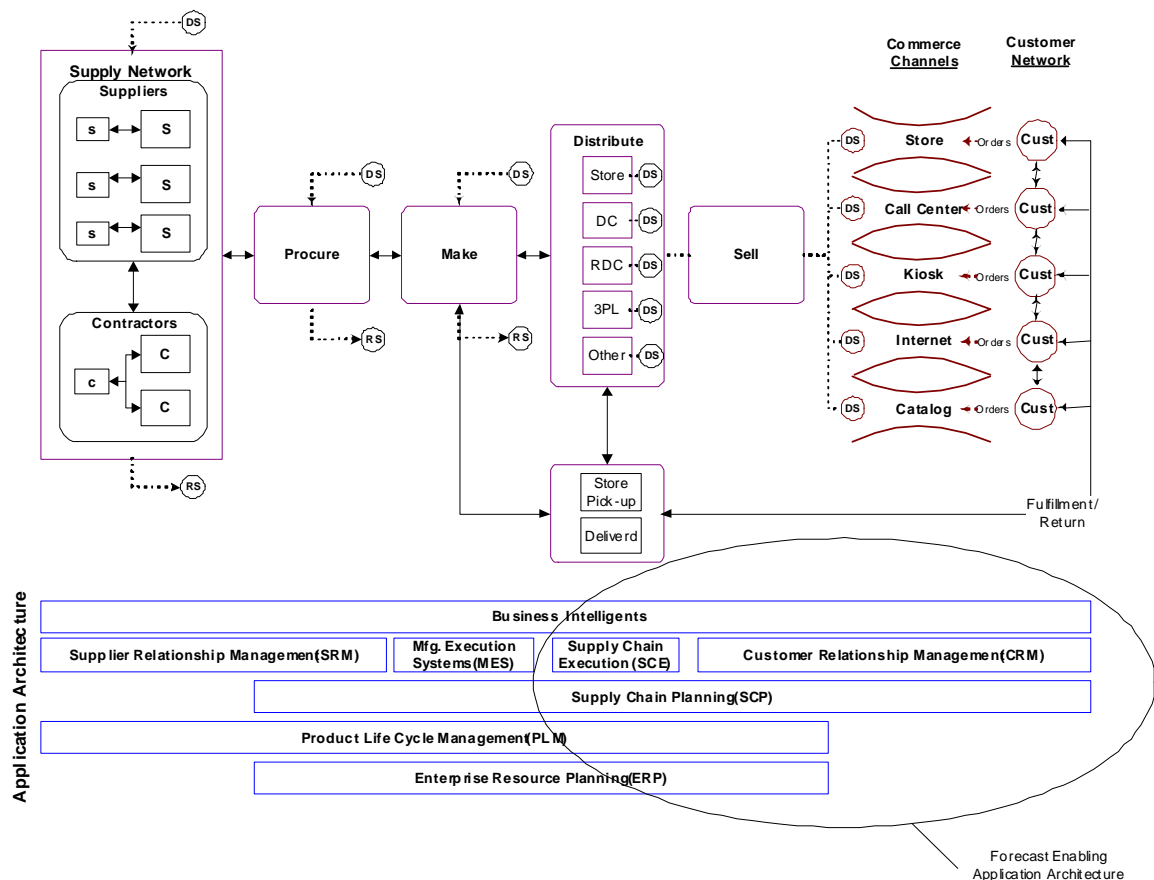 DS
Commerce
Channels
Customer
Network
Supply Network
Suppliers
s S
s S
s S
Contractors
c C
C
RS
DS
Procure
RS
DS
Make
RS
Distribute
Store DS
DC DS
RDC DS
3PL DS
Other DS
Sell
DS Store Orders Cust
DS Call Center Orders Cust
DS Kiosk Orders Cust
DS Internet Orders Cust
DS Catalog Orders Cust
Store
Pick-up
Deliverd
Fulfillment/
Return
Application Architecture
Business Intelligents
Supplier Relationship Management(SRM)
Mfg. Execution
Systems(MES)
Supply Chain
Execution (SCE)
Customer Relationship Management(CRM)
Supply Chain Planning(SCP)
Product Life Cycle Management(PLM)
Enterprise Resource Planning(ERP)
Forecast Enabling
Application Architecture